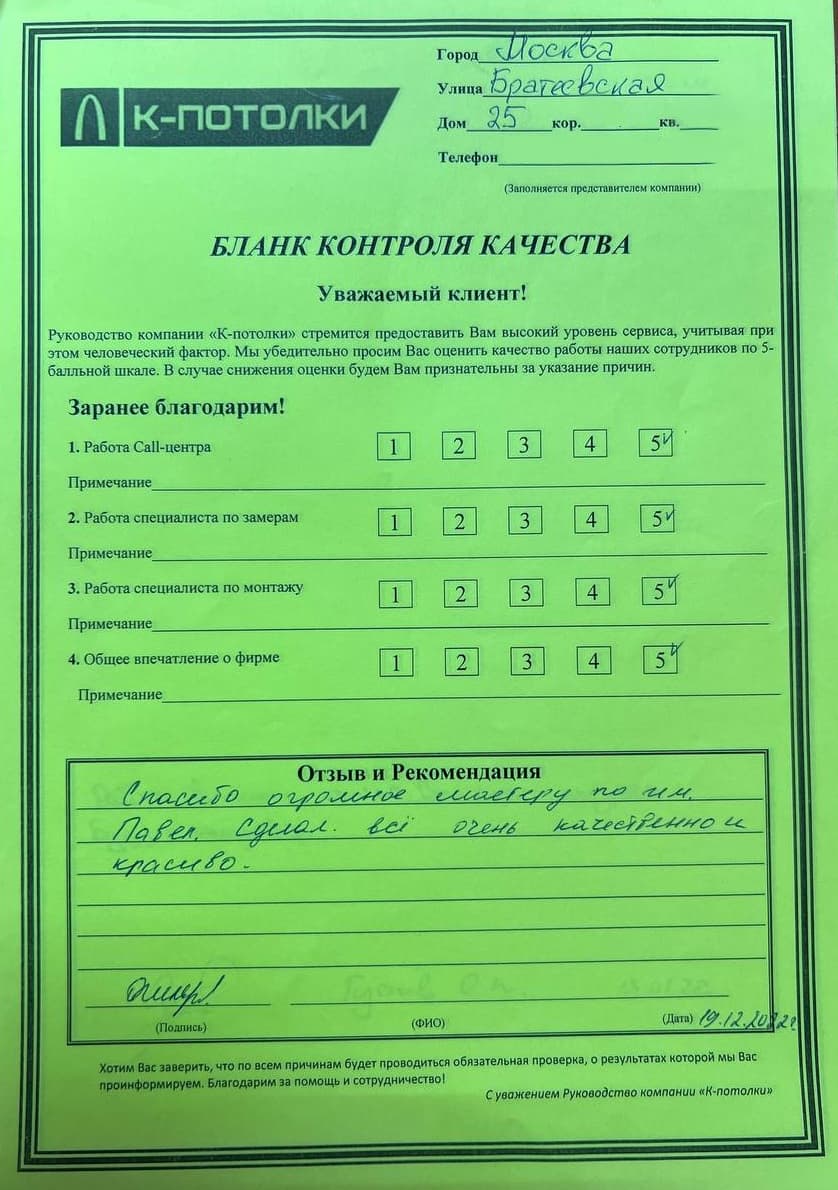 Город Москва
К-ПОТОЛКИ
Улица Братеевская
Дом 25 кор. кв.
Телефон
(Заполняется представителем компании)
БЛАНК КОНТРОЛЯ КАЧЕСТВА
Уважаемый клиент!
Руководство компании «К-потолки» стремится предоставить Вам высокий уровень сервиса, учитывая при
этом человеческий фактор. Мы убедительно просим Вас оценить качество работы наших сотрудников по 5-
балльной шкале. В случае снижения оценки будем Вам признательны за указание причин.
Заранее благодарим!
1. Работа Call-центра 1 2 3 4 5
Примечание
2. Работа специалиста по замерам 1 2 3 4 5
Примечание
3. Работа специалиста по монтажу 1 2 3 4 5
Примечание
4. Общее впечатление о фирме 1 2 3 4 5
Примечание
Отзыв и Рекомендация
Спасибо огромное мастеру по им.
Павел. Сделал. всё очень качественно и
красиво.
(Подпись) (ФИО) (Дата) 19.12.2022г
Хотим Вас заверить, что по всем причинам будет проводиться обязательная проверка, о результатах которой мы Вас
проинформируем. Благодарим за помощь и сотрудничество!
С уважением Руководство компании «К-потолки»